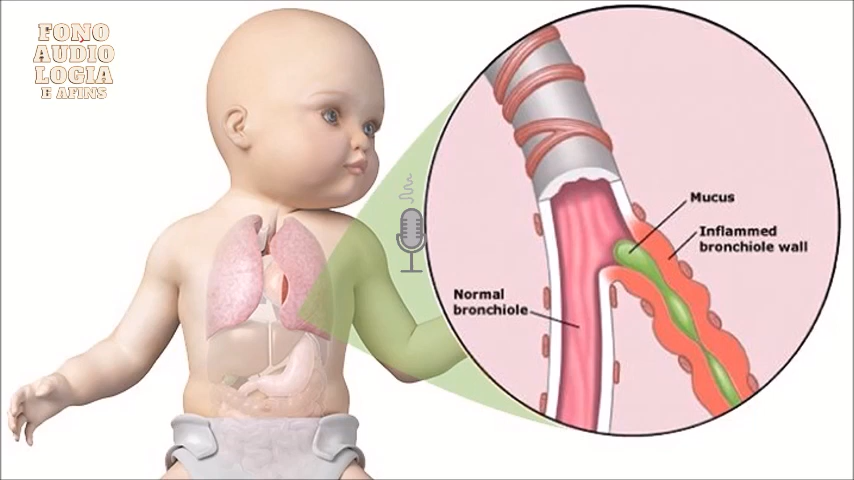 FONO
AUDIO
LOGIA
E AFINS
Mucus
Inflammed
bronchiole wall
Normal
bronchiole